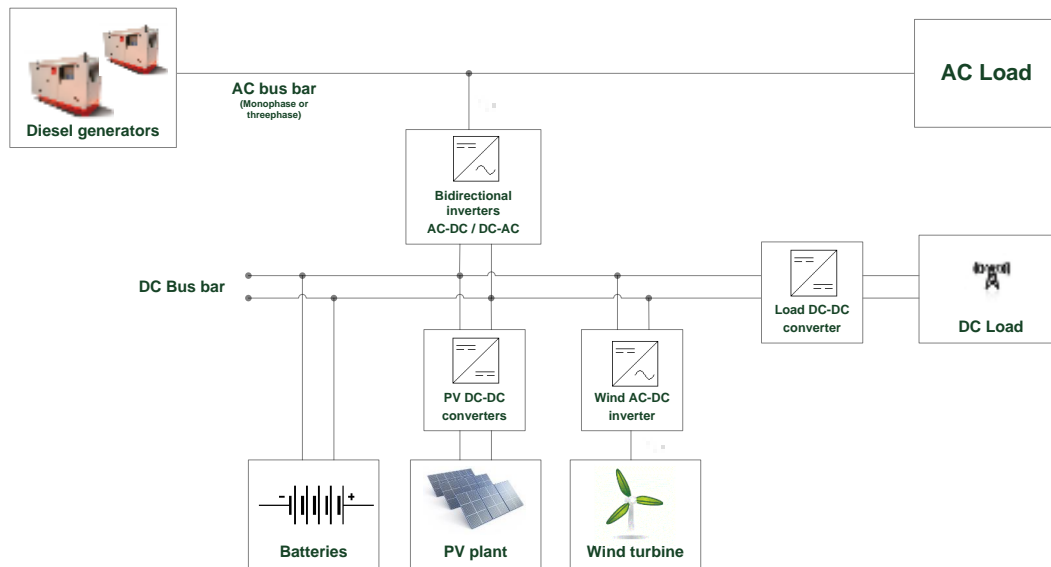 Diesel generators
AC bus bar
(Monophase or
threephase)
AC Load
Bidirectional
inverters
AC-DC / DC-AC
DC Bus bar
Load DC-DC
converter
DC Load
PV DC-DC
converters
Wind AC-DC
inverter
- +
Batteries
PV plant
Wind turbine